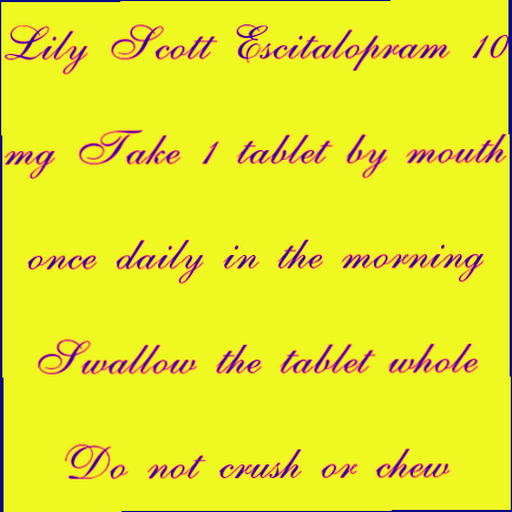 Lily Scott Escitalopram 10
mg Take 1 tablet by mouth
once daily in the morning
Swallow the tablet whole
Do not crush or chew